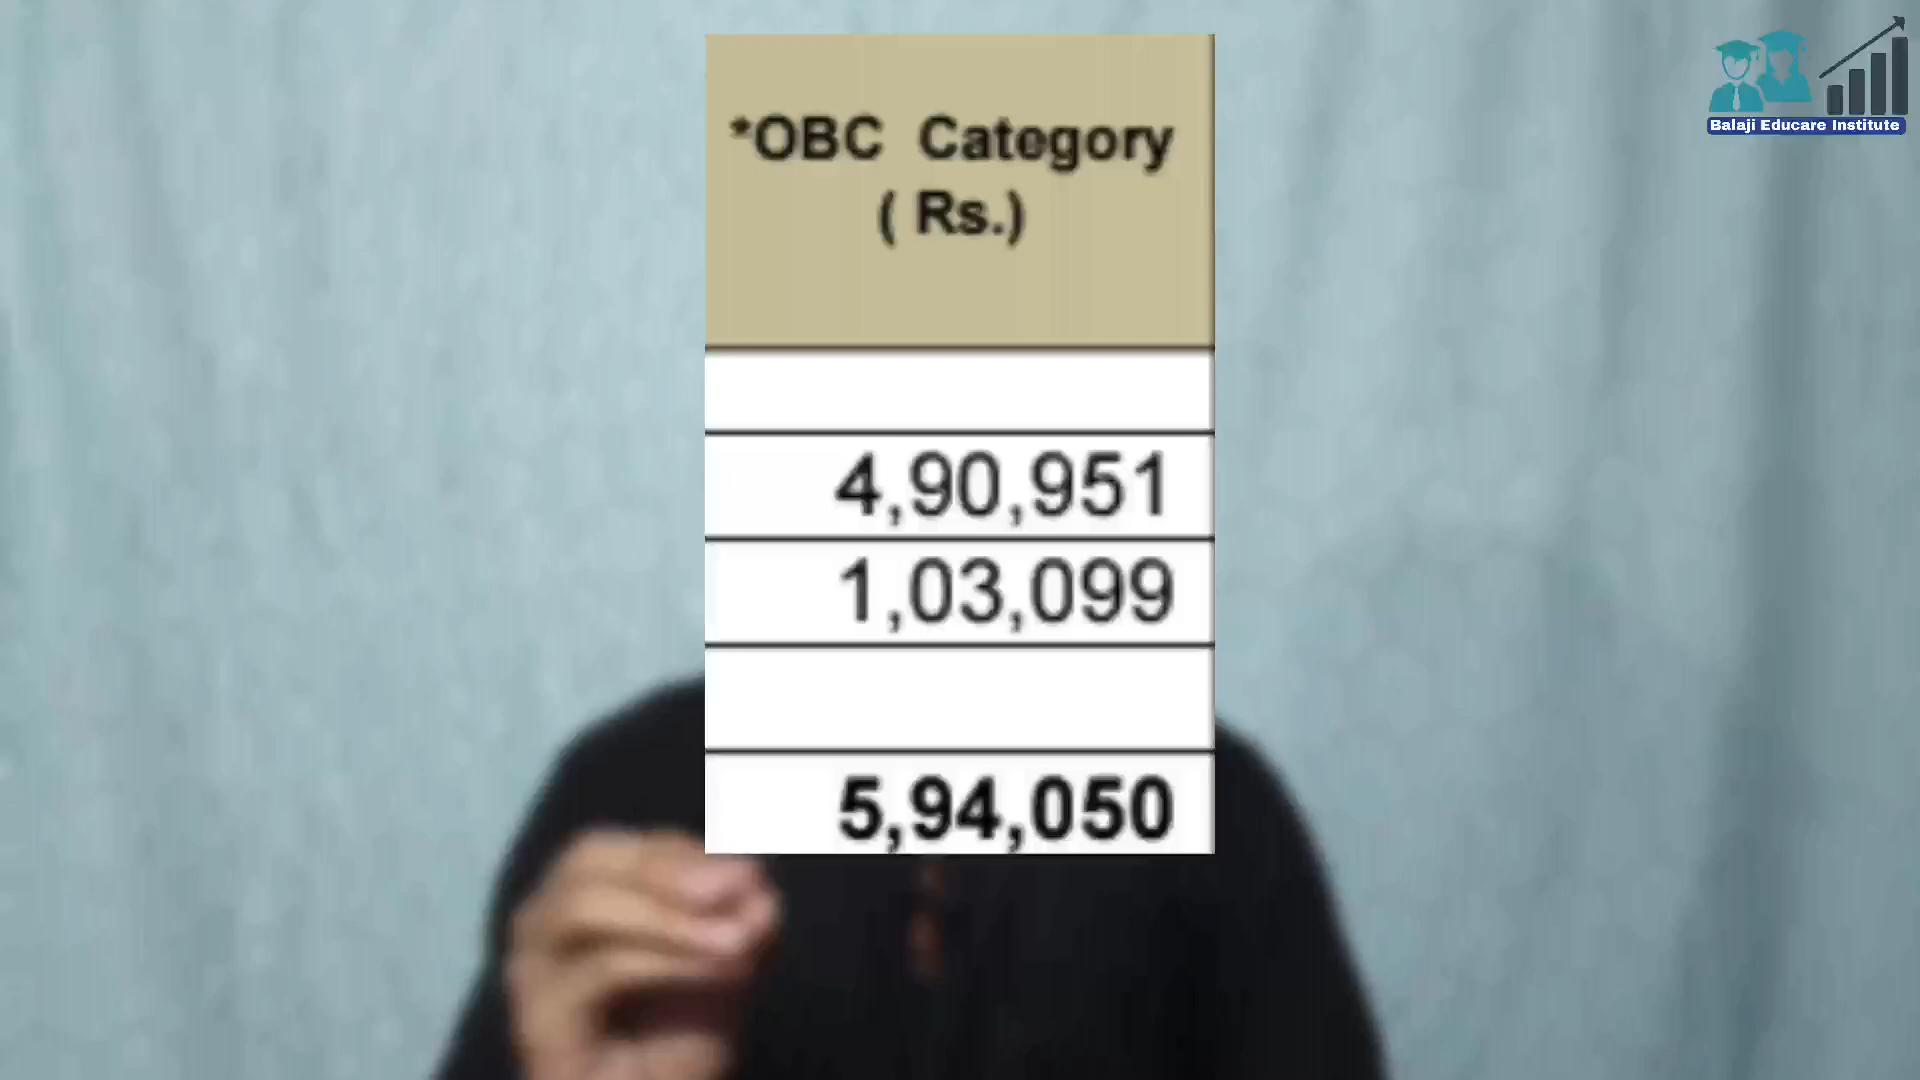 *OBC Category
( Rs.)
4,90,951
1,03,099
5,94,050
Balaji Educare Institute